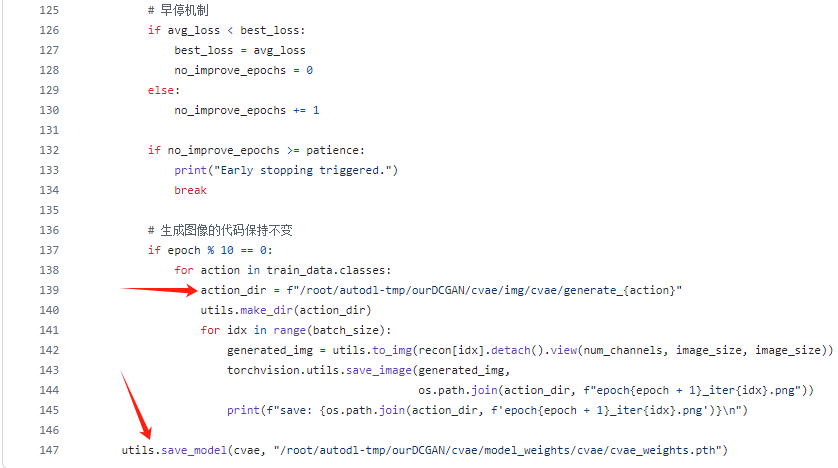 125 # 早停机制
126 if avg_loss < best_loss:
127 best_loss = avg_loss
128 no_improve_epochs = 0
129 else:
130 no_improve_epochs += 1
131
132 if no_improve_epochs >= patience:
133 print("Early stopping triggered.")
134 break
135
136 # 生成图像的代码保持不变
137 if epoch % 10 == 0:
138 for action in train_data.classes:
139 action_dir = f"/root/autodl-tmp/ourDCGAN/cvae/img/cvae/generate_{action}"
140 utils.make_dir(action_dir)
141 for idx in range(batch_size):
142 generated_img = utils.to_img(recon[idx].detach().view(num_channels, image_size, image_size))
143 torchvision.utils.save_image(generated_img,
144 os.path.join(action_dir, f"epoch{epoch + 1}_iter{idx}.png"))
145 print(f"save: {os.path.join(action_dir, f'epoch{epoch + 1}_iter{idx}.png')}\n")
146
147 utils.save_model(cvae, "/root/autodl-tmp/ourDCGAN/cvae/model_weights/cvae/cvae_weights.pth")